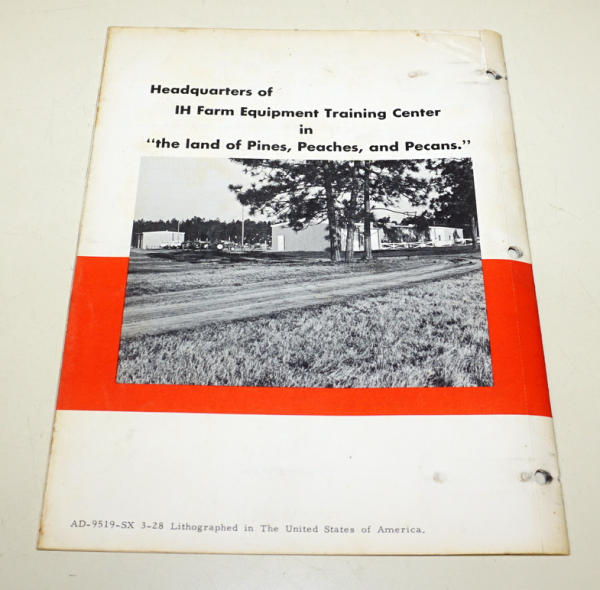 Headquarters of
IH Farm Equipment Training Center
in
"the land of Pines, Peaches, and Pecans."
AD-9519-SX 3-28 Lithographed in The United States of America.